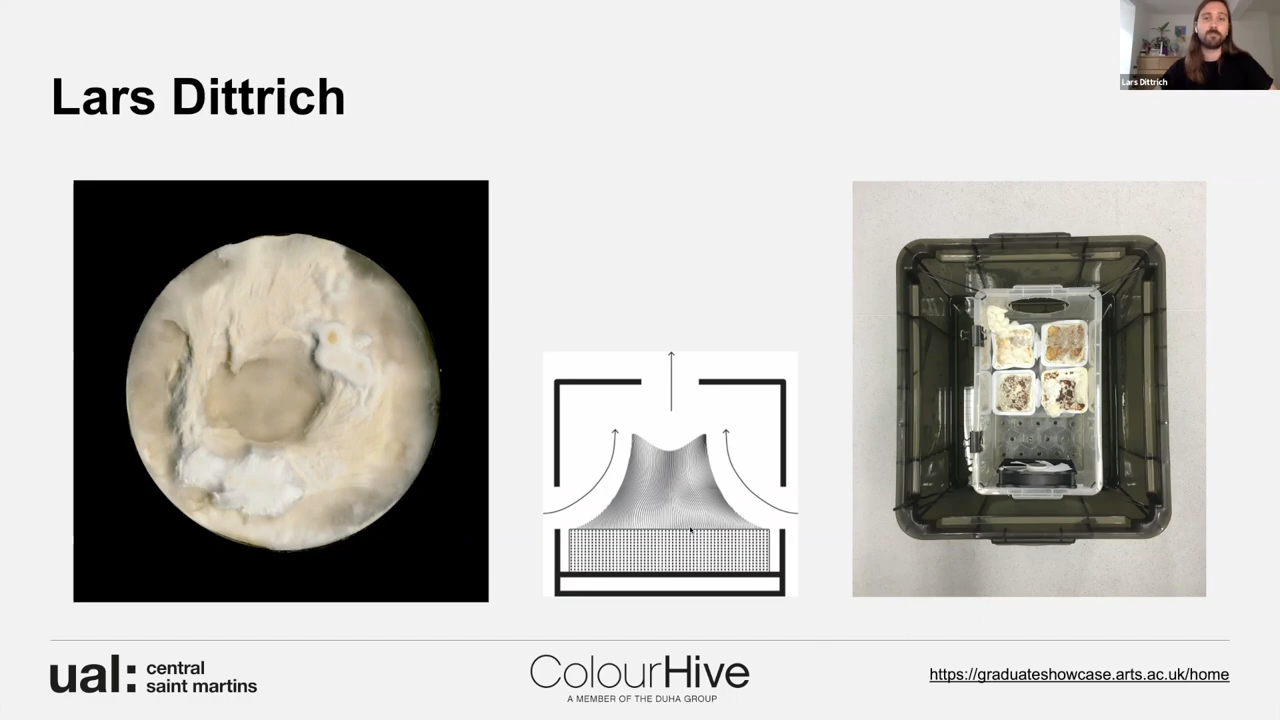 Lars Dittrich
Lars Dittrich
ual: central
saint martins
ColourHive
A MEMBER OF THE DUHA GROUP
https://graduateshowcase.arts.ac.uk/home